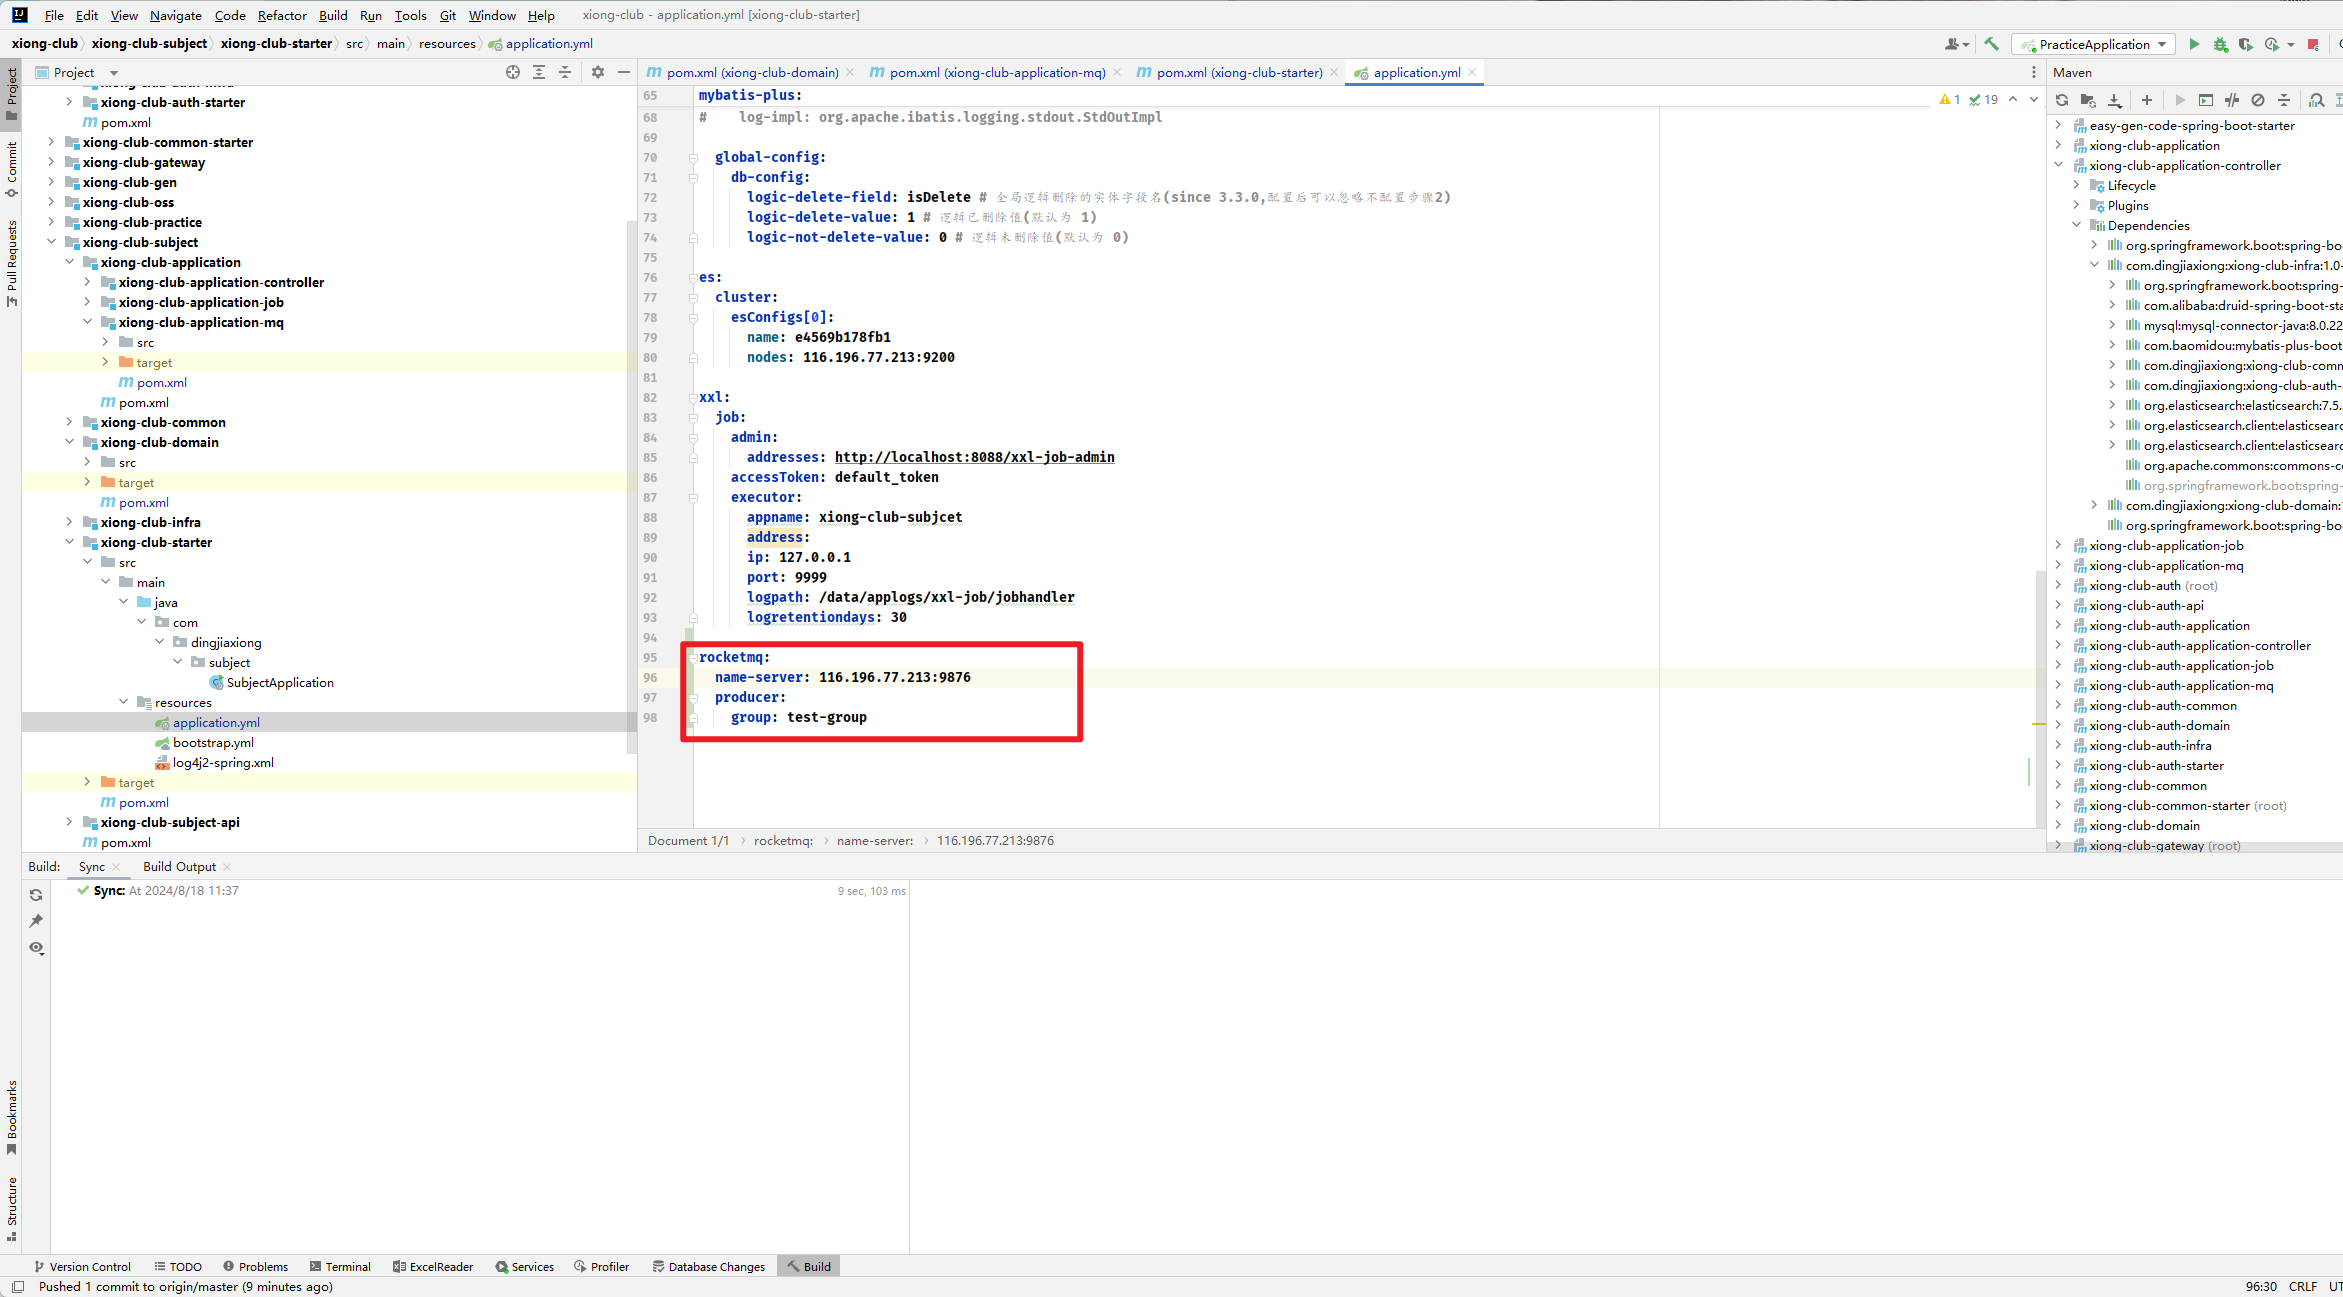 File Edit View Navigate Code Refactor Build Run Tools Git Window Help xiong-club - application.yml [xiong-club-starter]
xiong-club xiong-club-subject xiong-club-starter src main resources application.yml
PracticeApplication
Project
pom.xml (xiong-club-domain) pom.xml (xiong-club-application-mq) pom.xml (xiong-club-starter) application.yml
Maven
Project
Commit
Pull Requests
Bookmarks
Structure
xiong-club-auth-starter
pom.xml
xiong-club-common-starter
xiong-club-gateway
xiong-club-gen
xiong-club-oss
xiong-club-practice
xiong-club-subject
xiong-club-application
xiong-club-application-controller
xiong-club-application-job
xiong-club-application-mq
src
target
pom.xml
pom.xml
xiong-club-common
xiong-club-domain
src
target
pom.xml
xiong-club-infra
xiong-club-starter
src
main
java
com
dingjiaxiong
subject
SubjectApplication
resources
application.yml
bootstrap.yml
log4j2-spring.xml
target
pom.xml
xiong-club-subject-api
pom.xml
1 19
65 mybatis-plus:
68 # log-impl: org.apache.ibatis.logging.stdout.StdOutImpl
69
70 global-config:
71 db-config:
72 logic-delete-field: isDelete # 全局逻辑删除的实体字段名(since 3.3.0,配置后可以忽略不配置步骤2)
73 logic-delete-value: 1 # 逻辑已删除值(默认为 1)
74 logic-not-delete-value: 0 # 逻辑未删除值(默认为 0)
75
76 es:
77 cluster:
78 esConfigs[0]:
79 name: e4569b178fb1
80 nodes: 116.196.77.213:9200
81
82 xxl:
83 job:
84 admin:
85 addresses: http://localhost:8088/xxl-job-admin
86 accessToken: default_token
87 executor:
88 appname: xiong-club-subjcet
89 address:
90 ip: 127.0.0.1
91 port: 9999
92 logpath: /data/applogs/xxl-job/jobhandler
93 logretentiondays: 30
94
95 rocketmq:
96 name-server: 116.196.77.213:9876
97 producer:
98 group: test-group
Document 1/1 rocketmq: name-server: 116.196.77.213:9876
easy-gen-code-spring-boot-starter
xiong-club-application
xiong-club-application-controller
Lifecycle
Plugins
Dependencies
org.springframework.boot:spring-bo
com.dingjiaxiong:xiong-club-infra:1.0-
org.springframework.boot:spring-
com.alibaba:druid-spring-boot-sta
mysql:mysql-connector-java:8.0.22
com.baomidou:mybatis-plus-boot
com.dingjiaxiong:xiong-club-comm
com.dingjiaxiong:xiong-club-auth-
org.elasticsearch:elasticsearch:7.5.
org.elasticsearch.client:elasticsearc
org.elasticsearch.client:elasticsearc
org.apache.commons:commons-co
org.springframework.boot:spring-
com.dingjiaxiong:xiong-club-domain:
org.springframework.boot:spring-bo
xiong-club-application-job
xiong-club-application-mq
xiong-club-auth (root)
xiong-club-auth-api
xiong-club-auth-application
xiong-club-auth-application-controller
xiong-club-auth-application-job
xiong-club-auth-application-mq
xiong-club-auth-common
xiong-club-auth-domain
xiong-club-auth-infra
xiong-club-auth-starter
xiong-club-common
xiong-club-common-starter (root)
xiong-club-domain
xiong-club-gateway (root)
Build: Sync Build Output
Sync: At 2024/8/18 11:37 9 sec, 103 ms
Version Control TODO Problems Terminal ExcelReader Services Profiler Database Changes Build
Pushed 1 commit to origin/master (9 minutes ago) 96:30 CRLF UT